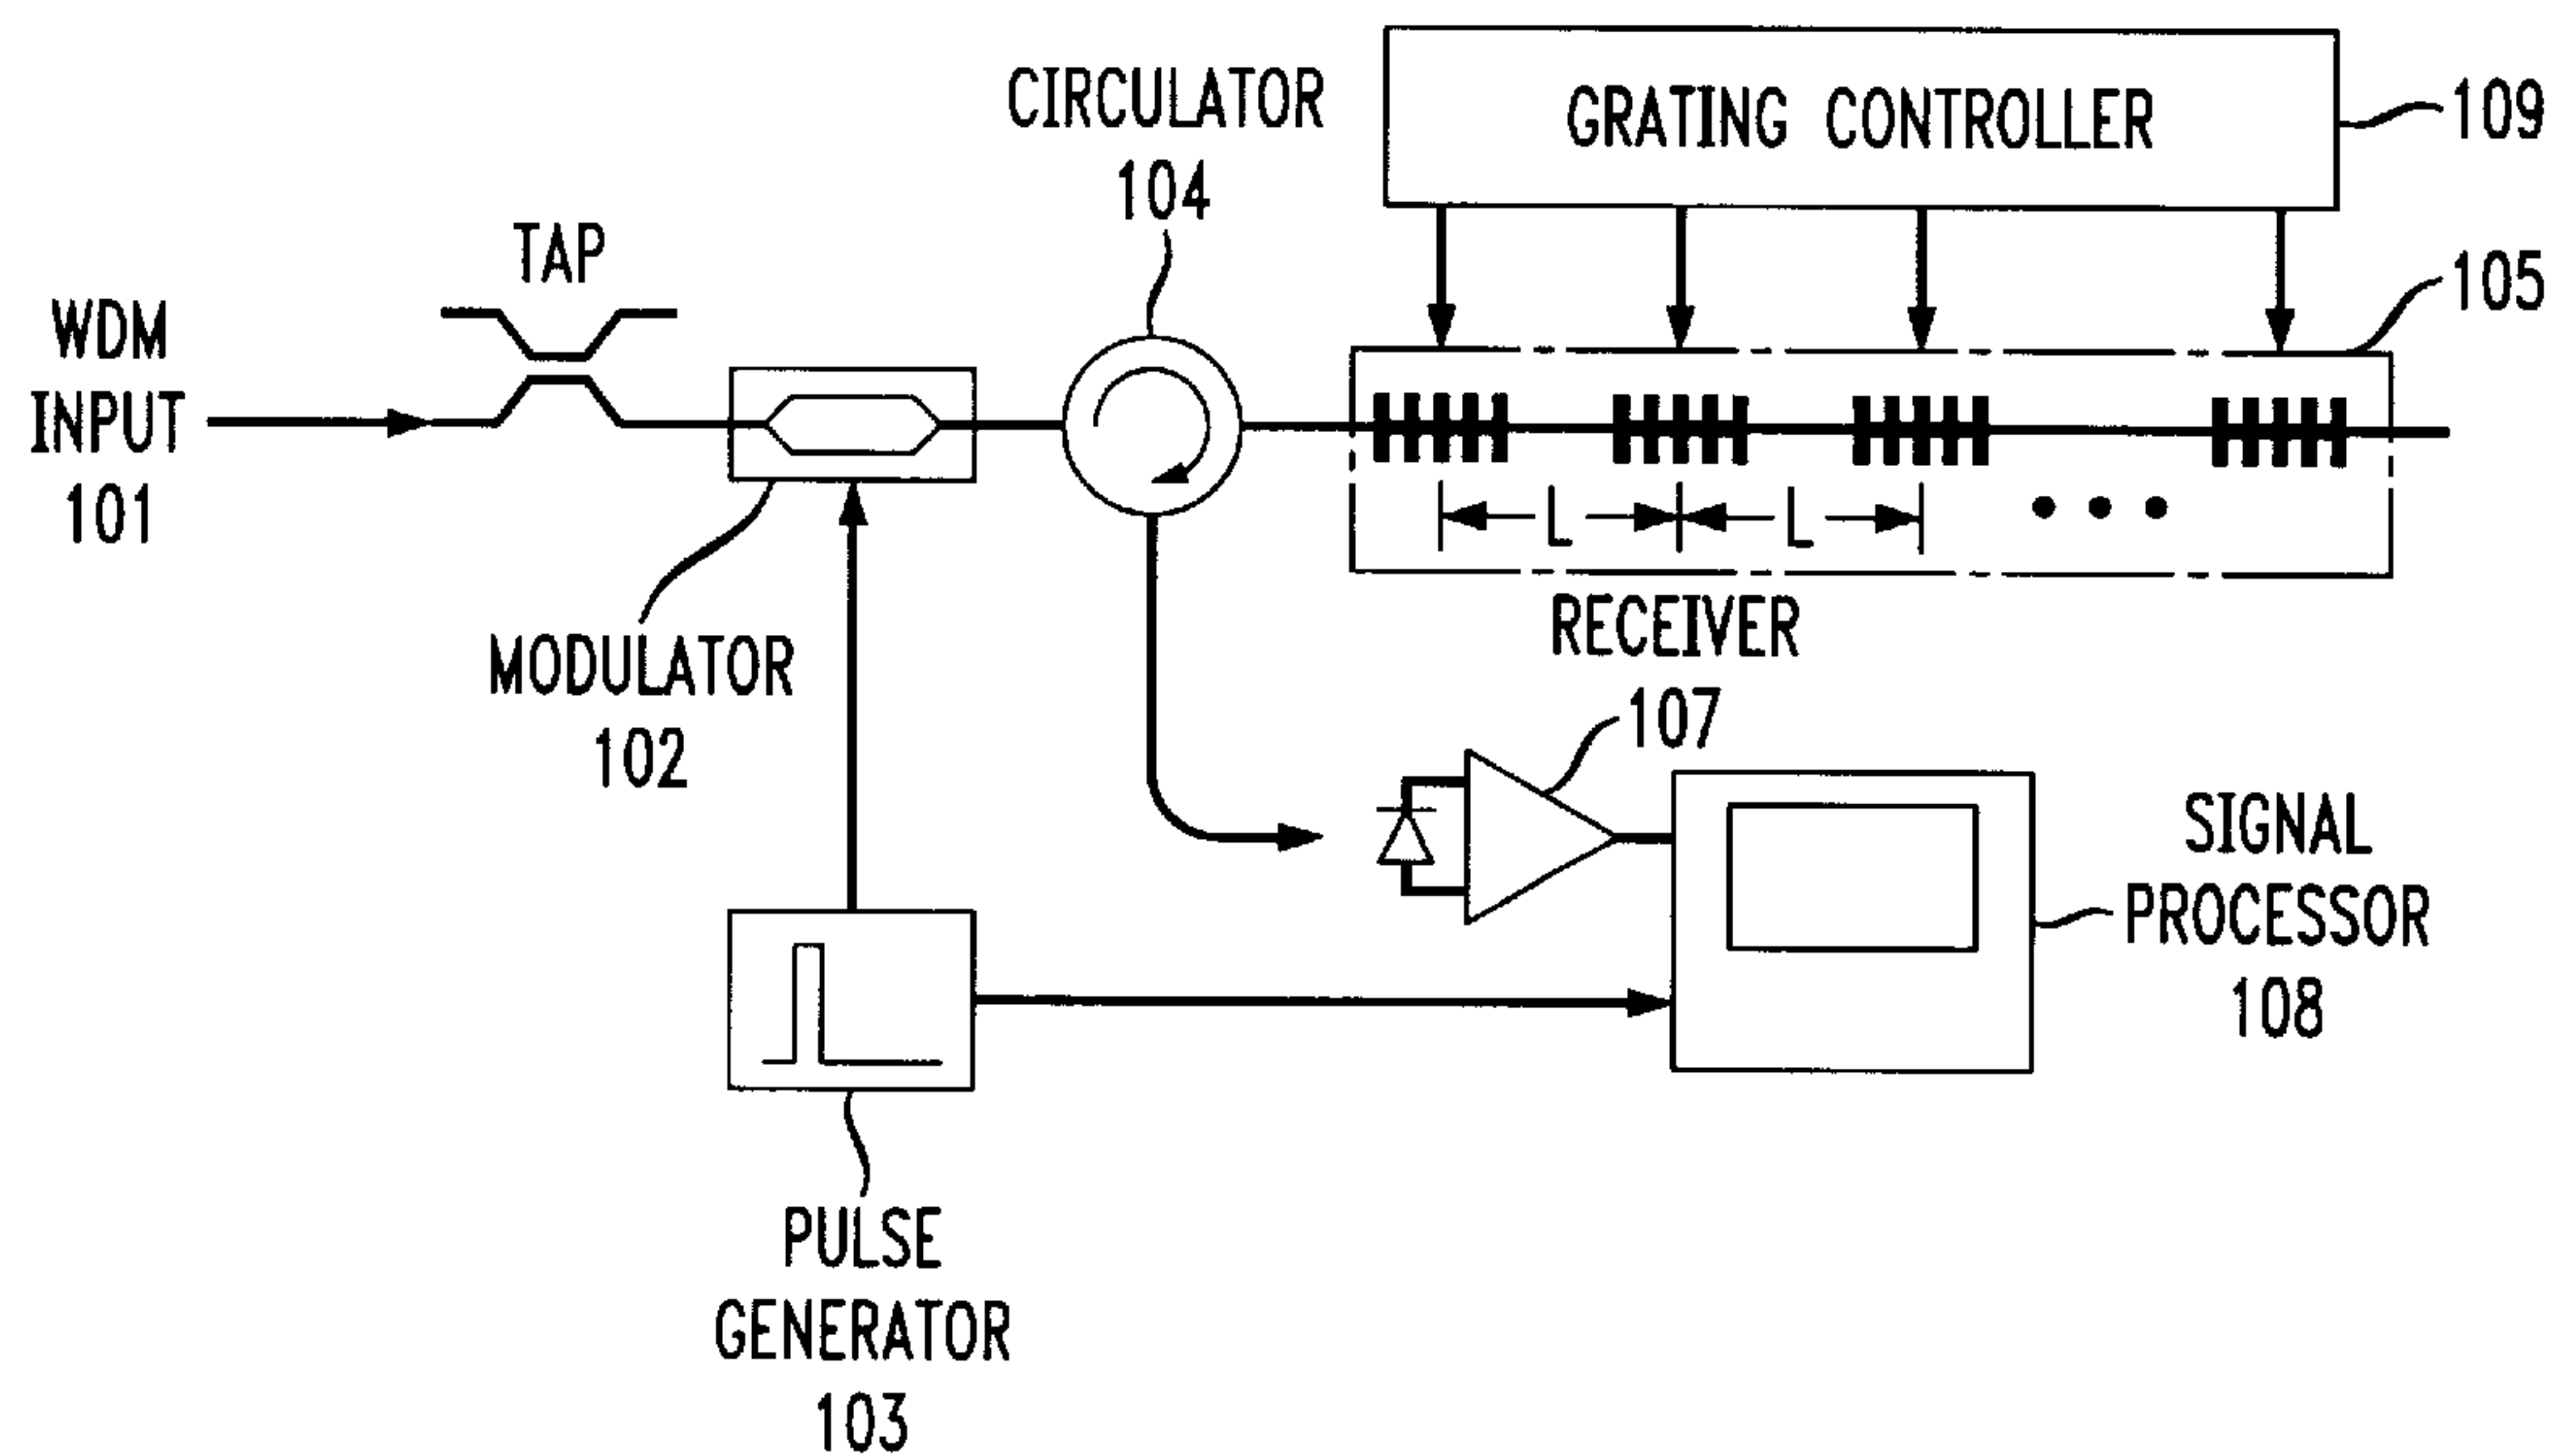 GRATING CONTROLLER
109
CIRCULATOR
104
TAP
105
WDM
INPUT
101
L
L
RECEIVER
107
MODULATOR
102
SIGNAL
PROCESSOR
108
PULSE
GENERATOR
103